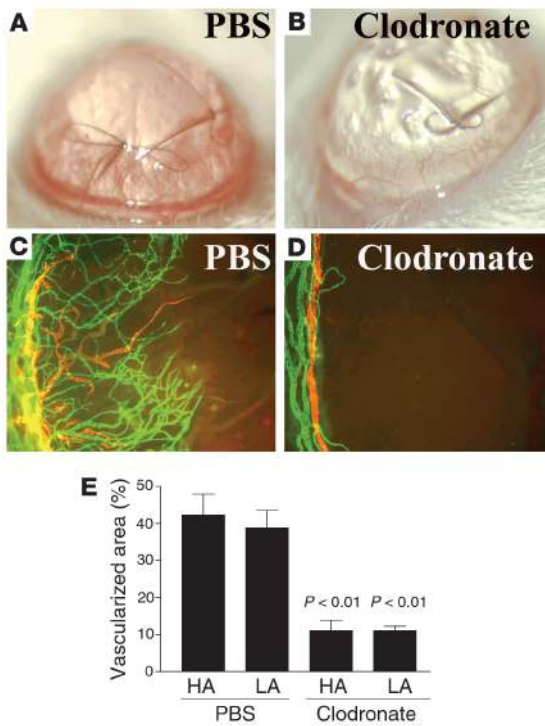 A PBS
B Clodronate
C PBS
D Clodronate
E
Vascularized area (%)
50
40
30
20
10
0
P < 0.01 P < 0.01
HA LA HA LA
PBS Clodronate